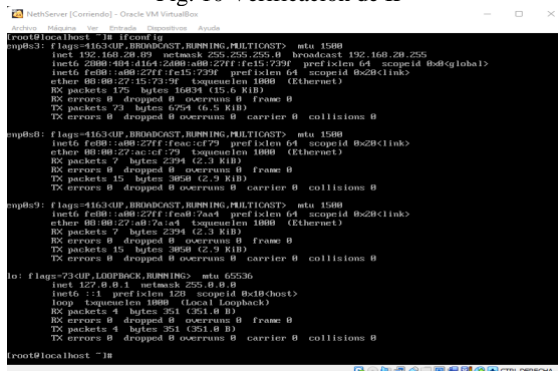 Fig. 10 Verificación de IP
NethServer [Corriendo] - Oracle VM VirtualBox
Archivo Máquina Ver Entrada Dispositivos Ayuda
[root@localhost ~]# ifconfig
enp0s3: flags=4163<UP,BROADCAST,RUNNING,MULTICAST> mtu 1500
inet 192.168.20.89 netmask 255.255.255.0 broadcast 192.168.20.255
inet6 2800:484:d164:2d00:a00:27ff:fe15:739f prefixlen 64 scopeid 0x0<global>
inet6 fe80::a00:27ff:fe15:739f prefixlen 64 scopeid 0x20<link>
ether 08:00:27:15:73:9f txqueuelen 1000 (Ethernet)
RX packets 175 bytes 16034 (15.6 KiB)
RX errors 0 dropped 0 overruns 0 frame 0
TX packets 73 bytes 6754 (6.5 KiB)
TX errors 0 dropped 0 overruns 0 carrier 0 collisions 0
enp0s8: flags=4163<UP,BROADCAST,RUNNING,MULTICAST> mtu 1500
inet6 fe80::a00:27ff:feac:cf79 prefixlen 64 scopeid 0x20<link>
ether 08:00:27:ac:cf:79 txqueuelen 1000 (Ethernet)
RX packets 7 bytes 2394 (2.3 KiB)
RX errors 0 dropped 0 overruns 0 frame 0
TX packets 15 bytes 3050 (2.9 KiB)
TX errors 0 dropped 0 overruns 0 carrier 0 collisions 0
enp0s9: flags=4163<UP,BROADCAST,RUNNING,MULTICAST> mtu 1500
inet6 fe80::a00:27ff:fea0:7aa4 prefixlen 64 scopeid 0x20<link>
ether 08:00:27:a0:7a:a4 txqueuelen 1000 (Ethernet)
RX packets 7 bytes 2394 (2.3 KiB)
RX errors 0 dropped 0 overruns 0 frame 0
TX packets 15 bytes 3050 (2.9 KiB)
TX errors 0 dropped 0 overruns 0 carrier 0 collisions 0
lo: flags=73<UP,LOOPBACK,RUNNING> mtu 65536
inet 127.0.0.1 netmask 255.0.0.0
inet6 ::1 prefixlen 128 scopeid 0x10<host>
loop txqueuelen 1000 (Local Loopback)
RX packets 4 bytes 351 (351.0 B)
RX errors 0 dropped 0 overruns 0 frame 0
TX packets 4 bytes 351 (351.0 B)
TX errors 0 dropped 0 overruns 0 carrier 0 collisions 0
[root@localhost ~]#
CTRL DERECHA